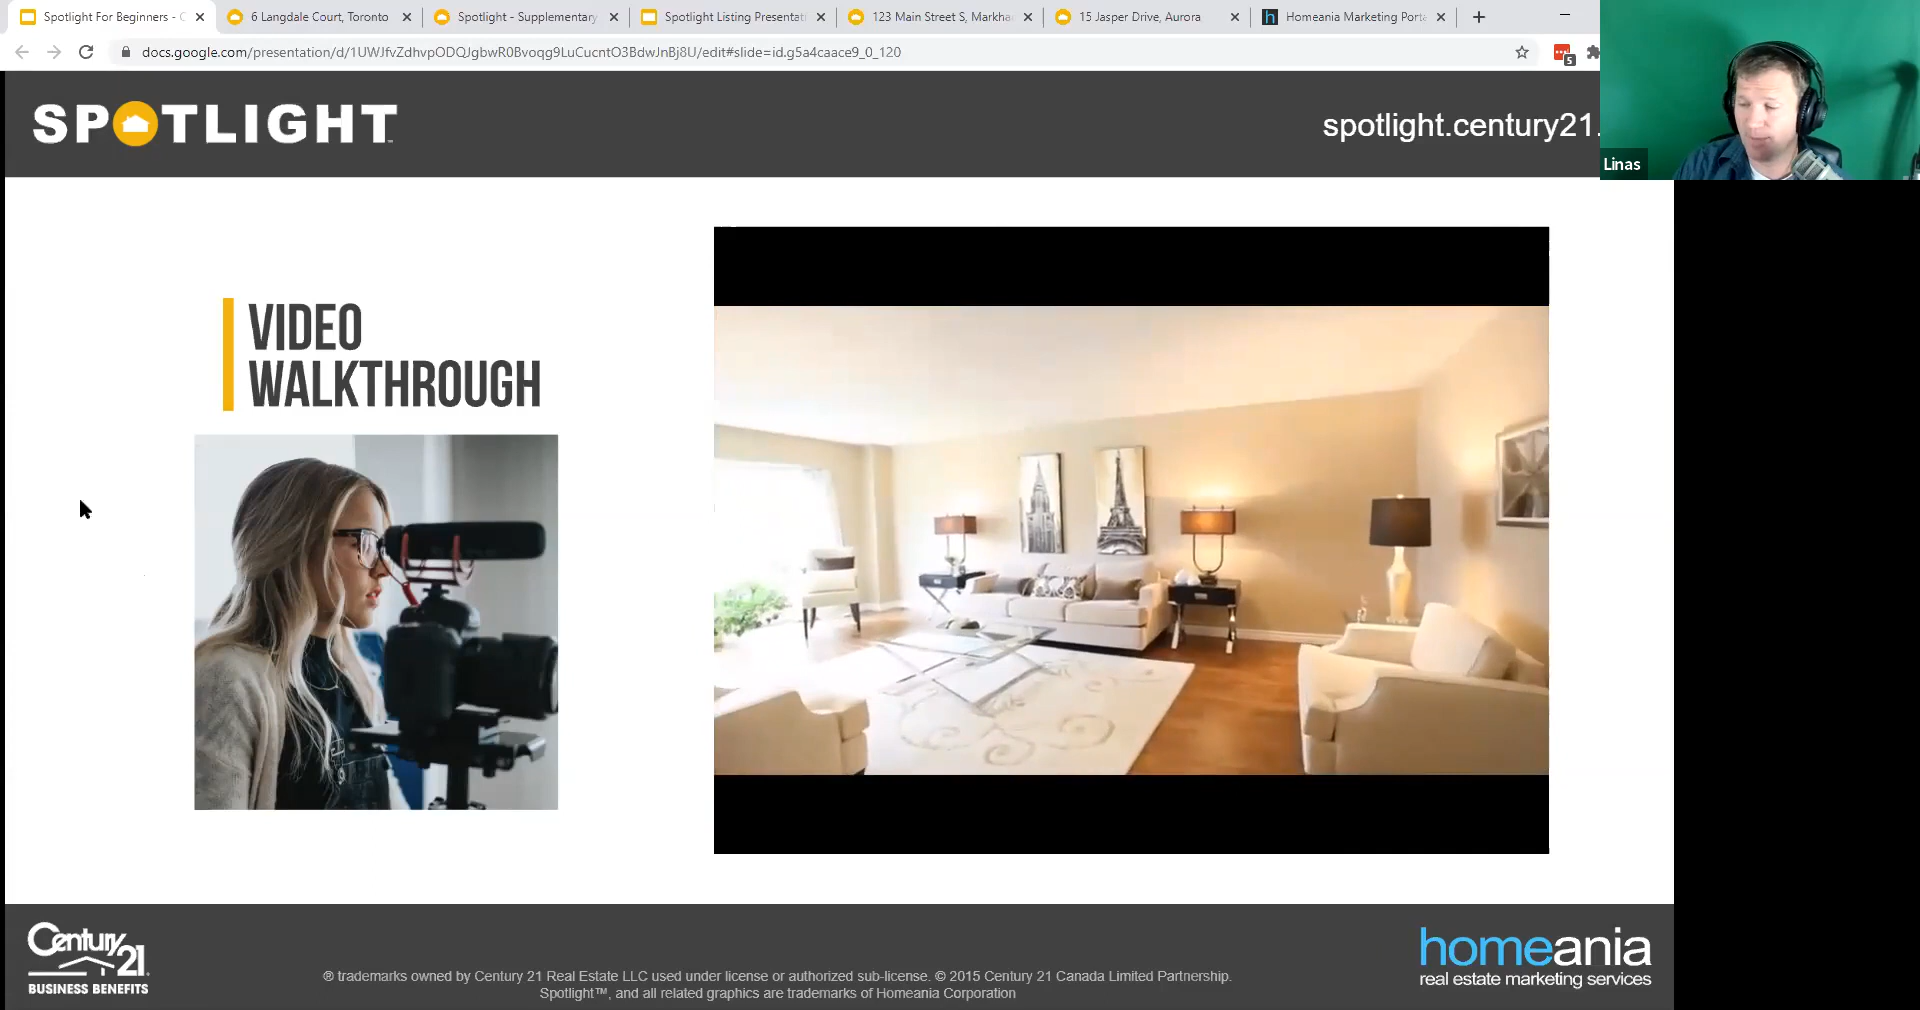 Spotlight For Beginners - C
6 Langdale Court, Toronto
Spotlight - Supplementary
Spotlight Listing Presentati
123 Main Street S, Markha
15 Jasper Drive, Aurora
Homeania Marketing Porta
docs.google.com/presentation/d/1UWJfvZdhvpODQJgbwR0Bvoqg9LuCucntO3BdwJnBj8U/edit#slide=id.g5a4caace9_0_120
5
SPOTLIGHT
spotlight.century21.
Linas
VIDEO
WALKTHROUGH
Century 21
BUSINESS BENEFITS
® trademarks owned by Century 21 Real Estate LLC used under license or authorized sub-license. © 2015 Century 21 Canada Limited Partnership.
Spotlight™, and all related graphics are trademarks of Homeania Corporation
homeania
real estate marketing services